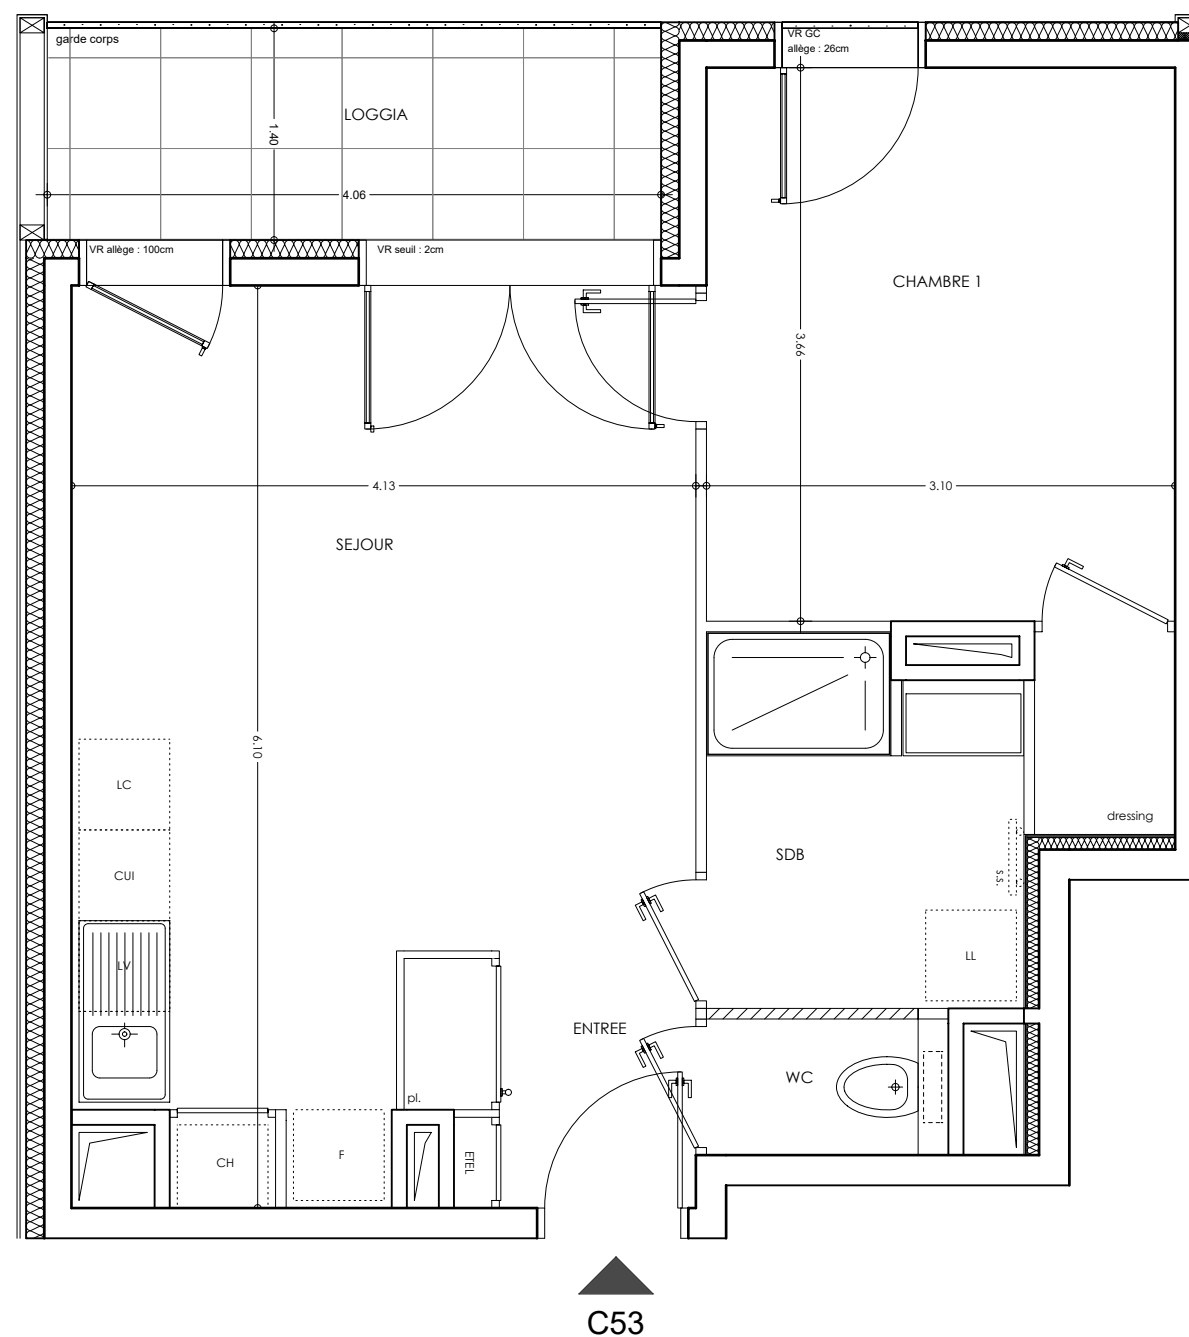 garde corps
VR GC
allège : 26cm
LOGGIA
1.40
4.06
VR allège : 100cm
VR seuil : 2cm
CHAMBRE 1
3.66
4.13
3.10
SEJOUR
6.10
LC
CUI
LV
dressing
SDB
s.s.
LL
ENTREE
WC
pl.
CH
F
ETEL
C53